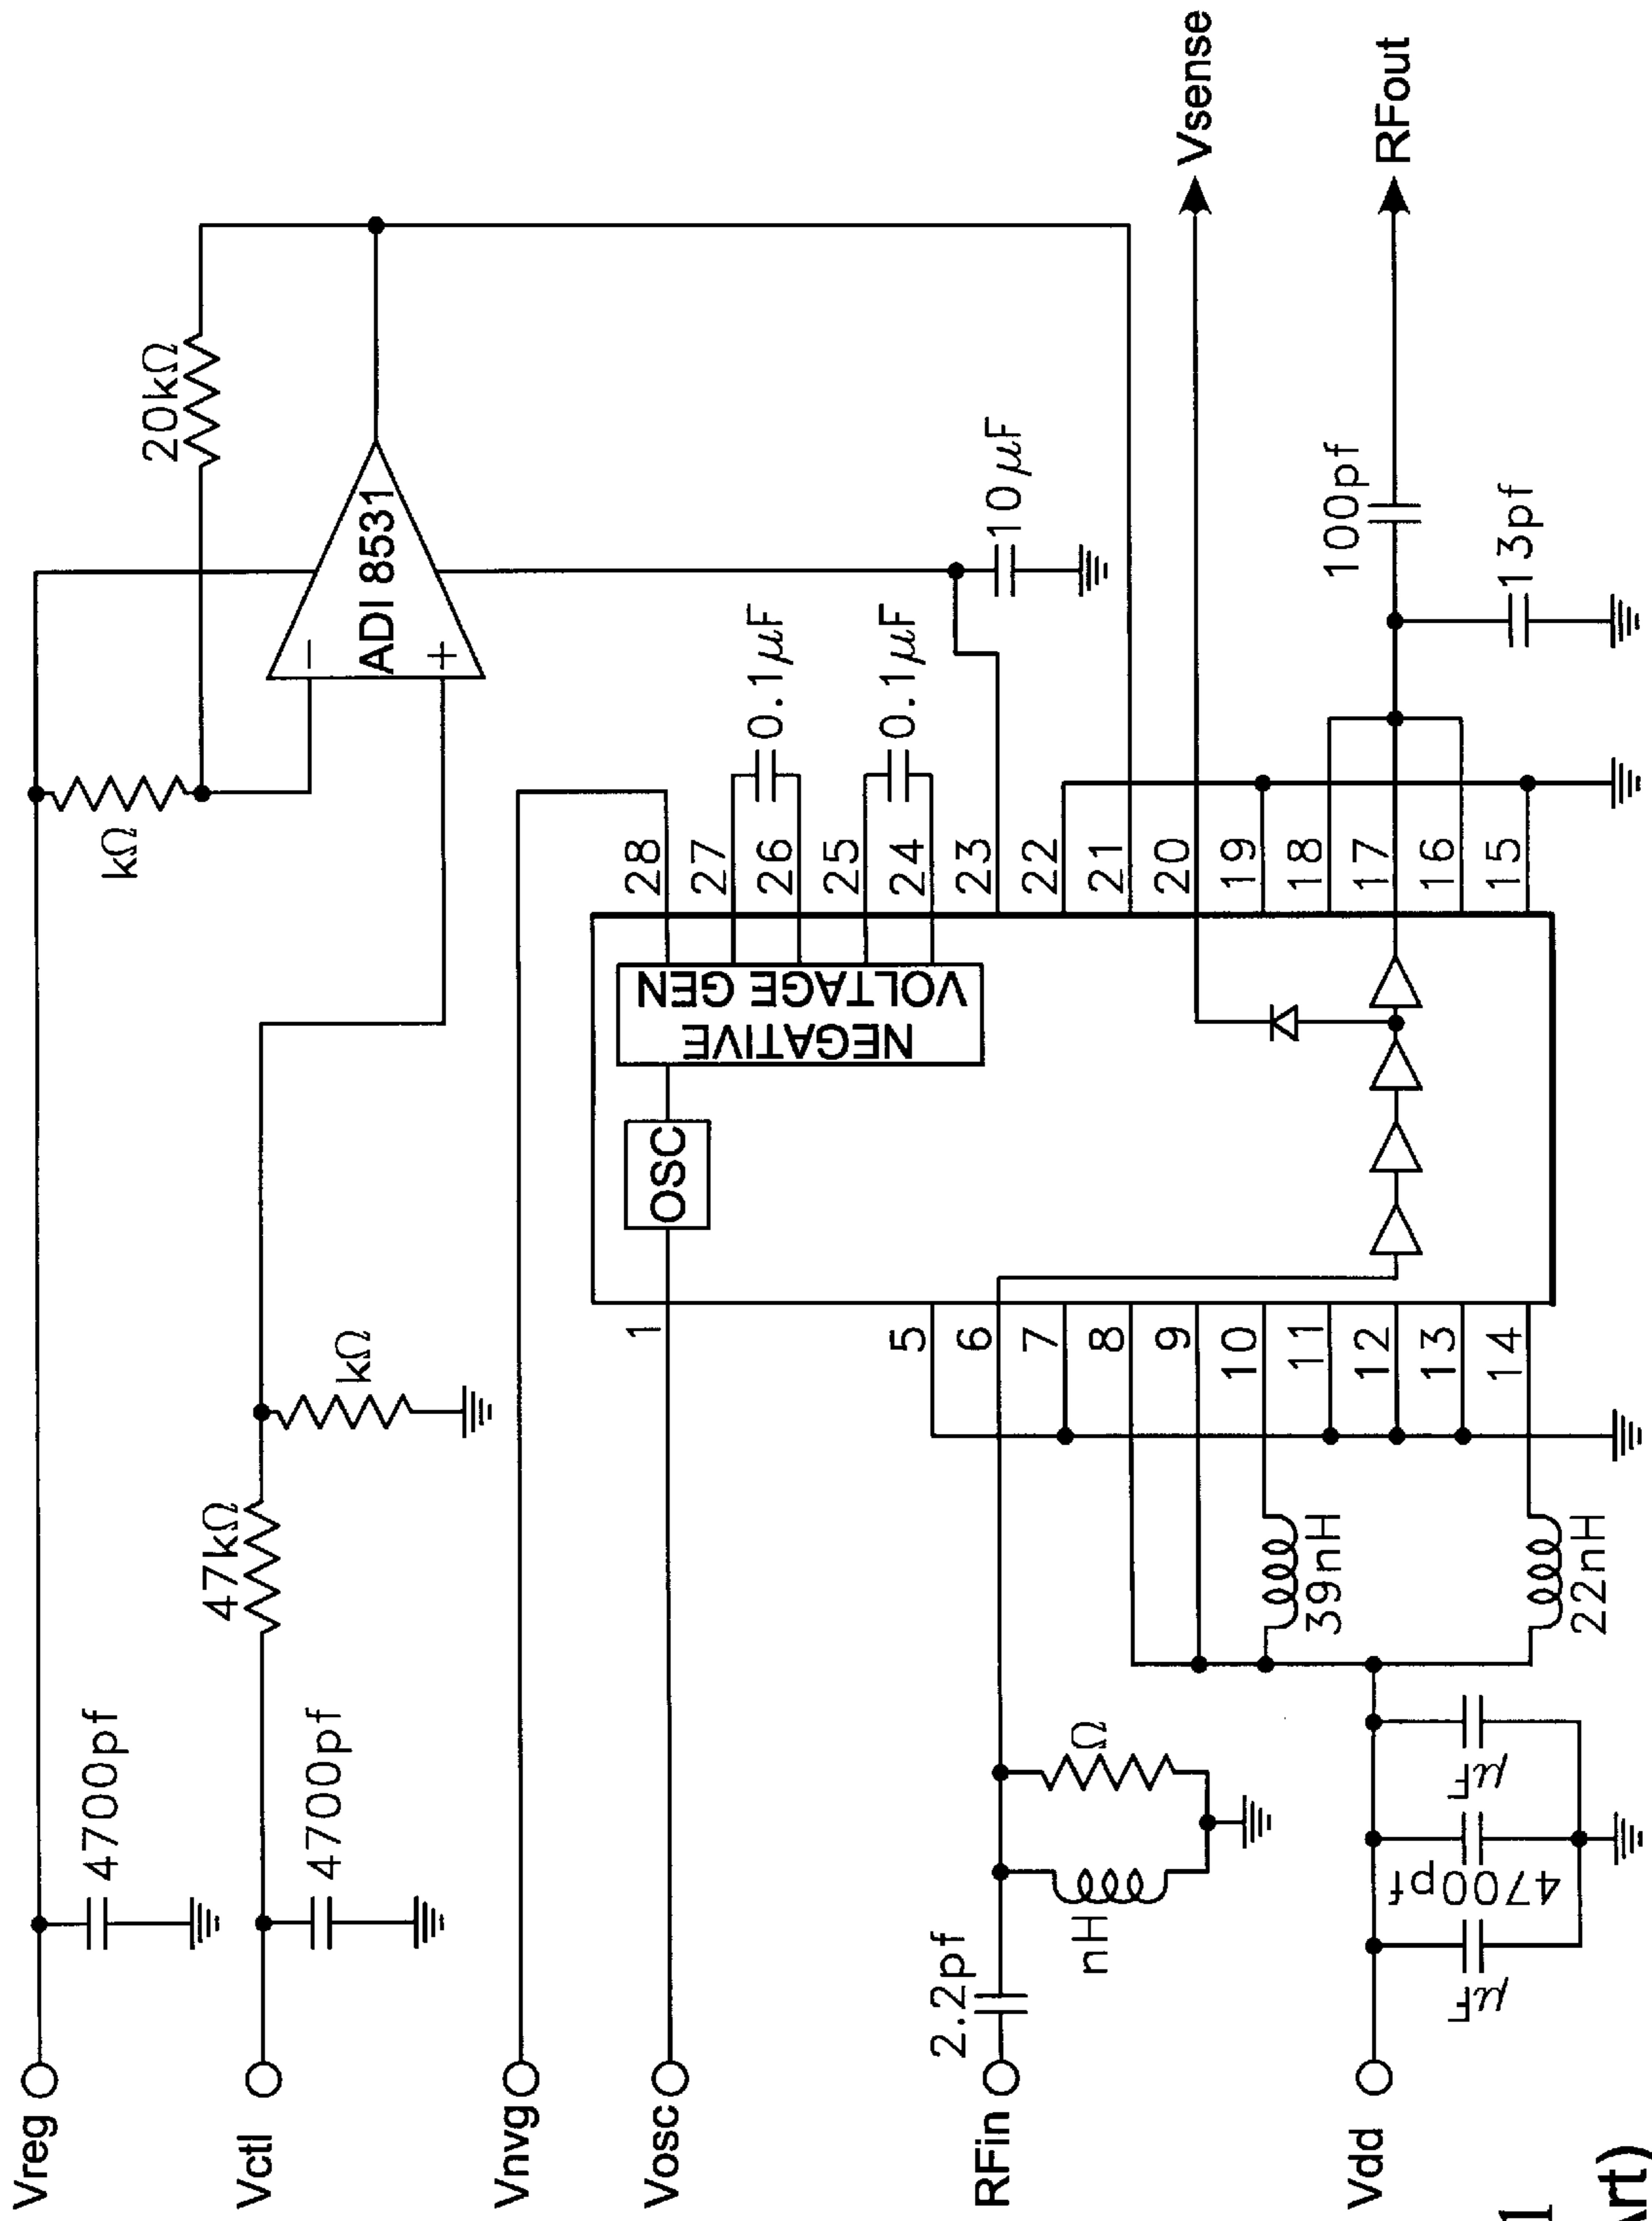 Vreg
4700pf
kΩ
20kΩ
Vctl
4700pf
47kΩ
kΩ
−
+
ADI 8531
Vnvg
Vosc
OSC
NEGATIVE
VOLTAGE GEN
1
5
6
7
8
9
10
11
12
13
14
28
27
26
25
24
23
22
21
20
19
18
17
16
15
0.1μF
0.1μF
10μF
Vsense
RFin
2.2pf
nH
Ω
39nH
22nH
Vdd
μF
4700pf
μF
100pf
13pf
RFout
1
Art)